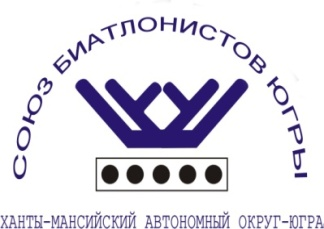 СОЮЗ БИАТЛОНИСТОВ ЮГРЫ
ХАНТЫ-МАНСИЙСКИЙ АВТОНОМНЫЙ ОКРУГ-ЮГРА